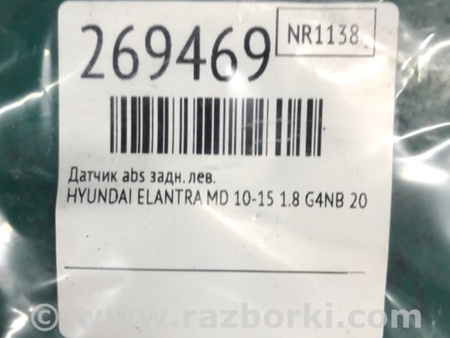 269469
NR1138
Датчик abs задн. лев.
HYUNDAI ELANTRA MD 10-15 1.8 G4NB 20
© www.razborki.com